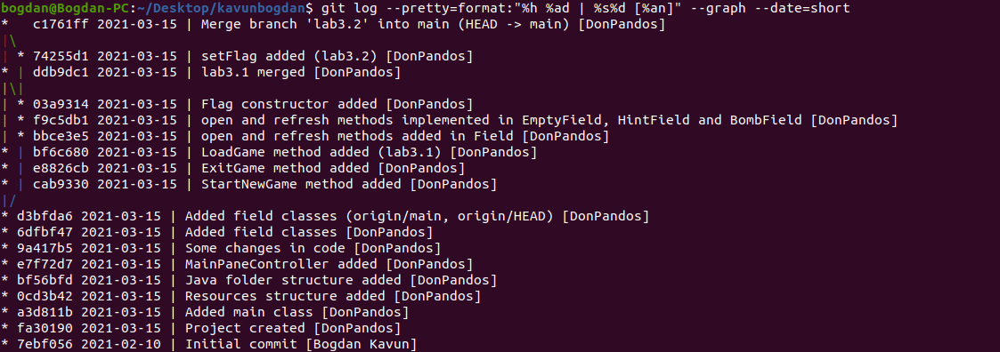 bogdan@Bogdan-PC:~/Desktop/kavunbogdan$ git log --pretty=format:"%h %ad | %s%d [%an]" --graph --date=short
*   c1761ff 2021-03-15 | Merge branch 'lab3.2' into main (HEAD -> main) [DonPandos]
|\
| * 74255d1 2021-03-15 | setFlag added (lab3.2) [DonPandos]
* | ddb9dc1 2021-03-15 | lab3.1 merged [DonPandos]
|\|
| * 03a9314 2021-03-15 | Flag constructor added [DonPandos]
| * f9c5db1 2021-03-15 | open and refresh methods implemented in EmptyField, HintField and BombField [DonPandos]
| * bbce3e5 2021-03-15 | open and refresh methods added in Field [DonPandos]
* | bf6c680 2021-03-15 | LoadGame method added (lab3.1) [DonPandos]
* | e8826cb 2021-03-15 | ExitGame method added [DonPandos]
* | cab9330 2021-03-15 | StartNewGame method added [DonPandos]
|/
* d3bfda6 2021-03-15 | Added field classes (origin/main, origin/HEAD) [DonPandos]
* 6dfbf47 2021-03-15 | Added field classes [DonPandos]
* 9a417b5 2021-03-15 | Some changes in code [DonPandos]
* e7f72d7 2021-03-15 | MainPaneController added [DonPandos]
* bf56bfd 2021-03-15 | Java folder structure added [DonPandos]
* 0cd3b42 2021-03-15 | Resources structure added [DonPandos]
* a3d811b 2021-03-15 | Added main class [DonPandos]
* fa30190 2021-03-15 | Project created [DonPandos]
* 7ebf056 2021-02-10 | Initial commit [Bogdan Kavun]